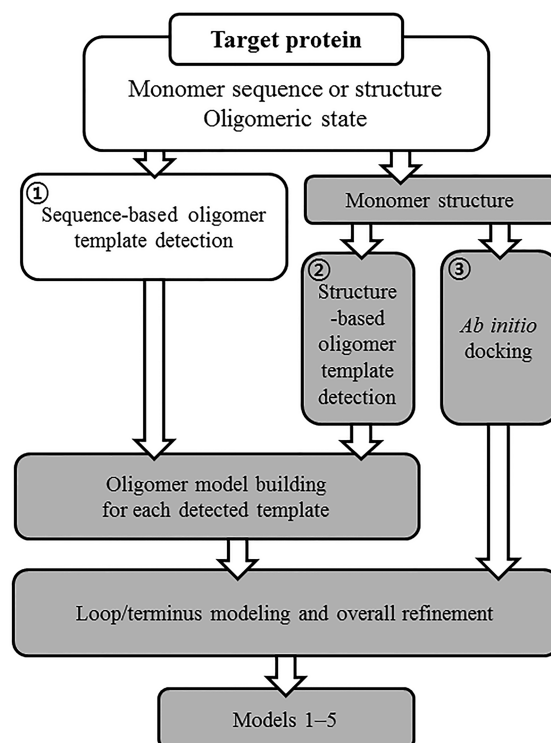 Target protein
Monomer sequence or structure
Oligomeric state
①
Sequence-based oligomer
template detection
Monomer structure
②
Structure
-based
oligomer
template
detection
③
Ab initio
docking
Oligomer model building
for each detected template
Loop/terminus modeling and overall refinement
Models 1–5